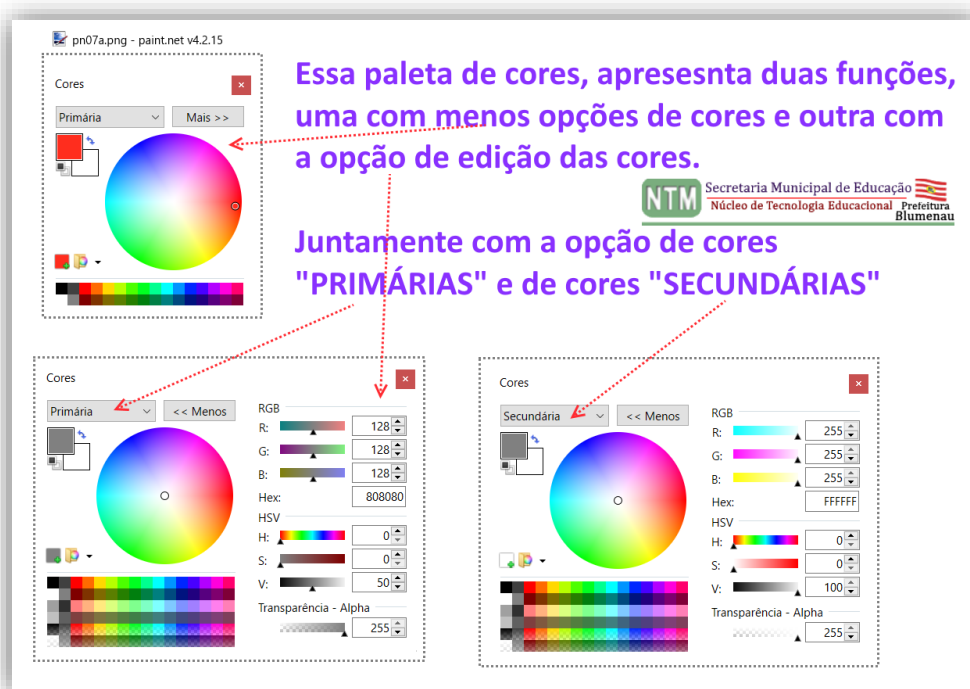 pn07a.png - paint.net v4.2.15
Cores
Primária
Mais >>
Essa paleta de cores, apresesnta duas funções,
uma com menos opções de cores e outra com
a opção de edição das cores.
NTM
Secretaria Municipal de Educação
Núcleo de Tecnologia Educacional
Prefeitura
Blumenau
Juntamente com a opção de cores
"PRIMÁRIAS" e de cores "SECUNDÁRIAS"
Cores
Primária
<< Menos
RGB
R: 128
G: 128
B: 128
Hex: 808080
HSV
H: 0
S: 0
V: 50
Transparência - Alpha
255
Cores
Secundária
<< Menos
RGB
R: 255
G: 255
B: 255
Hex: FFFFFF
HSV
H: 0
S: 0
V: 100
Transparência - Alpha
255